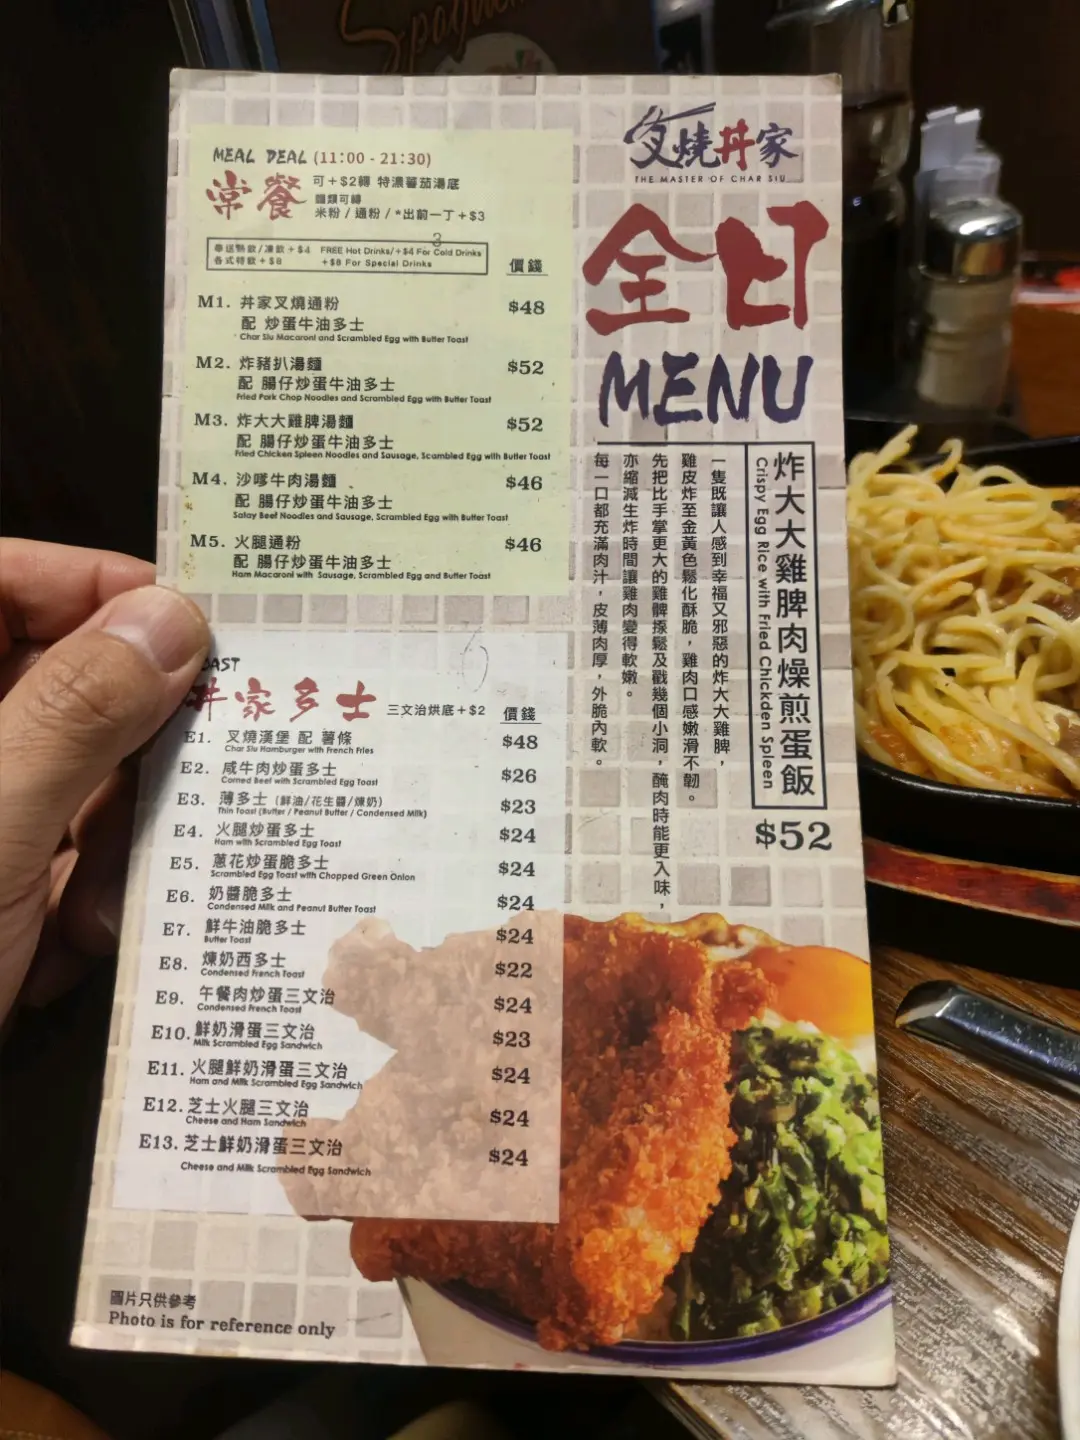 Spaghe
MEAL DEAL (11:00 - 21:30)
常餐
可+$2轉 特濃蕃茄湯底
麵類可轉
米粉 / 通粉 / *出前一丁+$3
奉送熱飲/凍飲+$4 FREE Hot Drinks/+$4 For Cold Drinks
各式特飲+$8 +$8 For Special Drinks
3
價錢
M1. 丼家叉燒通粉 $48
配 炒蛋牛油多士
Char Siu Macaroni and Scrambled Egg with Butter Toast
M2. 炸豬扒湯麵 $52
配 腸仔炒蛋牛油多士
Fried Pork Chop Noodles and Scrambled Egg with Butter Toast
M3. 炸大大雞脾湯麵 $52
配 腸仔炒蛋牛油多士
Fried Chicken Spleen Noodles and Sausage, Scambled Egg with Butter Toast
M4. 沙嗲牛肉湯麵 $46
配 腸仔炒蛋牛油多士
Satay Beef Noodles and Sausage, Scrambled Egg with Butter Toast
M5. 火腿通粉 $46
配 腸仔炒蛋牛油多士
Ham Macaroni with Sausage, Scrambled Egg and Butter Toast
OAST
丼家多士 三文治烘底+$2 價錢
E1. 叉燒漢堡 配 薯條 $48
Char Siu Hamburger with French Fries
E2. 咸牛肉炒蛋多士 $26
Corned Beef with Scrambled Egg Toast
E3. 薄多士 (鮮油/花生醬/煉奶) $23
Thin Toast (Butter / Peanut Butter / Condensed Milk)
E4. 火腿炒蛋多士 $24
Ham with Scrambled Egg Toast
E5. 蔥花炒蛋脆多士 $24
Scrambled Egg Toast with Chopped Green Onion
E6. 奶醬脆多士 $24
Condensed Milk and Peanut Butter Toast
E7. 鮮牛油脆多士 $24
Butter Toast
E8. 煉奶西多士 $22
Condensed French Toast
E9. 午餐肉炒蛋三文治 $24
Condensed French Toast
E10. 鮮奶滑蛋三文治 $23
Milk Scrambled Egg Sandwich
E11. 火腿鮮奶滑蛋三文治 $24
Ham and Milk Scrambled Egg Sandwich
E12. 芝士火腿三文治 $24
Cheese and Ham Sandwich
E13. 芝士鮮奶滑蛋三文治 $24
Cheese and Milk Scrambled Egg Sandwich
圖片只供參考
Photo is for reference only
叉燒丼家
THE MASTER OF CHAR SIU
全日
MENU
炸大大雞脾肉燥煎蛋飯
Crispy Egg Rice with Fried Chickden Spleen
$52
一隻既讓人感到幸福又邪惡的炸大大雞脾，
雞皮炸至金黃色鬆化酥脆，雞肉口感嫩滑不韌。
先把比手掌更大的雞髀搽鬆及戳幾個小洞，醃肉時能更入味，
亦縮減生炸時間讓雞肉變得軟嫩。
每一口都充滿肉汁，皮薄肉厚，外脆內軟。